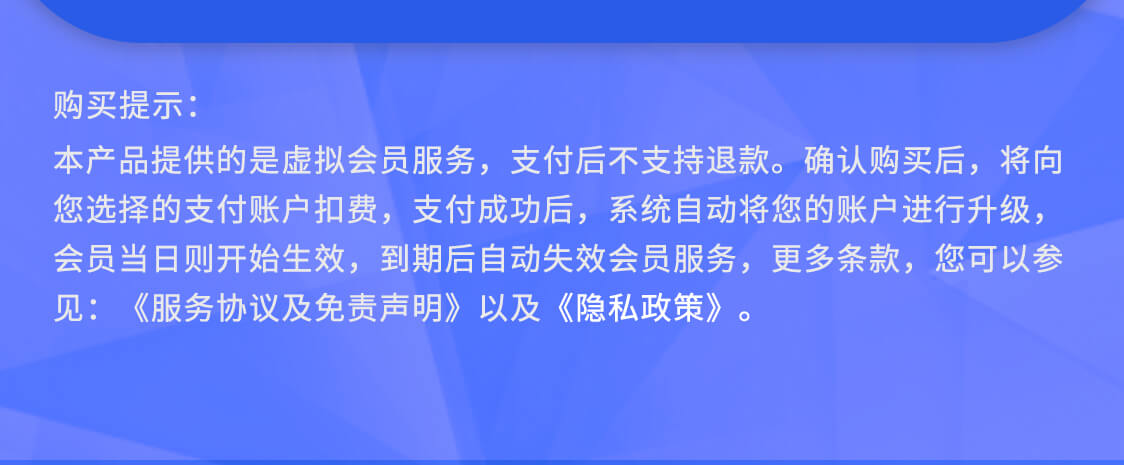 购买提示：
本产品提供的是虚拟会员服务，支付后不支持退款。确认购买后，将向
您选择的支付账户扣费，支付成功后，系统自动将您的账户进行升级，
会员当日则开始生效，到期后自动失效会员服务，更多条款，您可以参
见：《服务协议及免责声明》以及《隐私政策》。